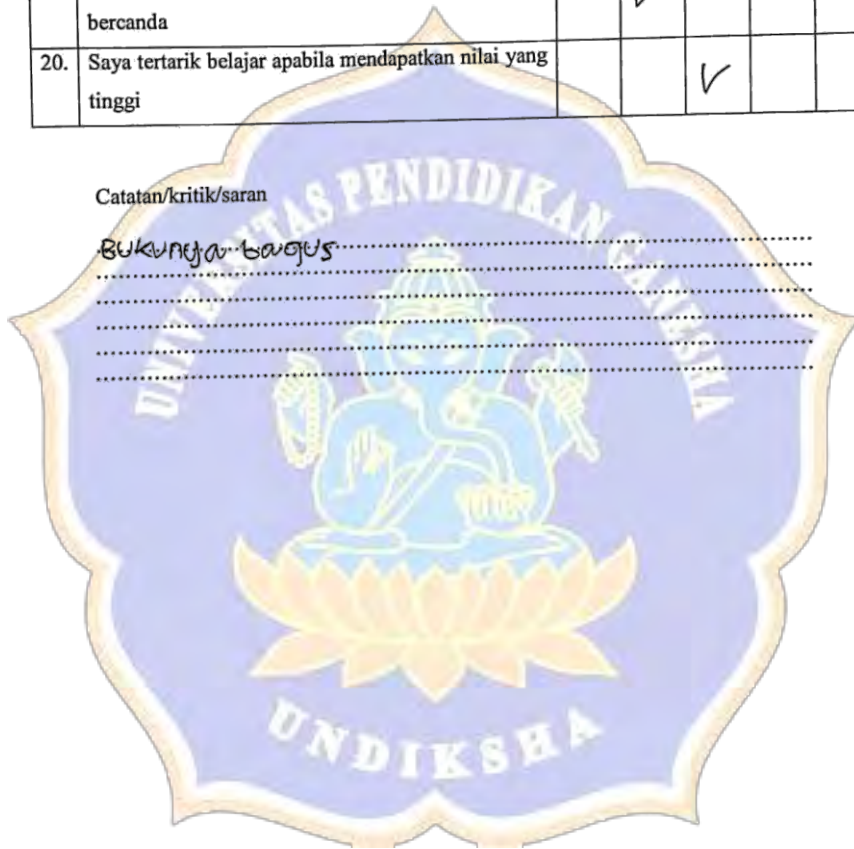 bercanda
✓
20. Saya tertarik belajar apabila mendapatkan nilai yang
tinggi
✓
Catatan/kritik/saran
Bukunya bagus
UNIVERSITAS PENDIDIKAN GANESHA
UNDIKSHA